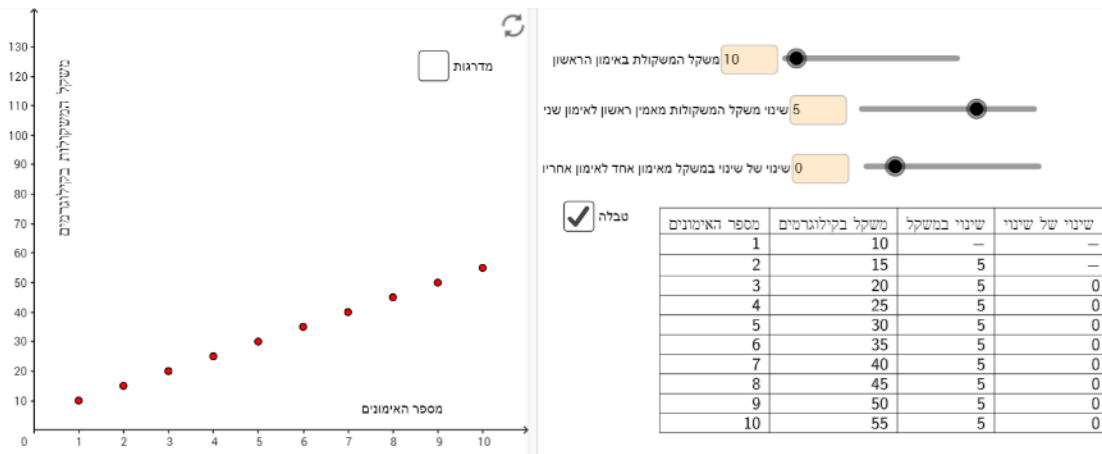 130
120
110
100
90
80
70
60
50
40
30
20
10
0 1 2 3 4 5 6 7 8 9 10
משקל המשקולות בקילוגרמים
מדרגות
מספר האימונים
משקל המשקולת באימון הראשון 10
שינוי משקל המשקולות מאמין ראשון לאימון שני 5
שינוי של שינוי במשקל מאימון אחד לאימון אחריו 0
טבלה
מספר האימונים משקל בקילוגרמים שינוי במשקל שינוי של שינוי
1 10 – –
2 15 5 –
3 20 5 0
4 25 5 0
5 30 5 0
6 35 5 0
7 40 5 0
8 45 5 0
9 50 5 0
10 55 5 0